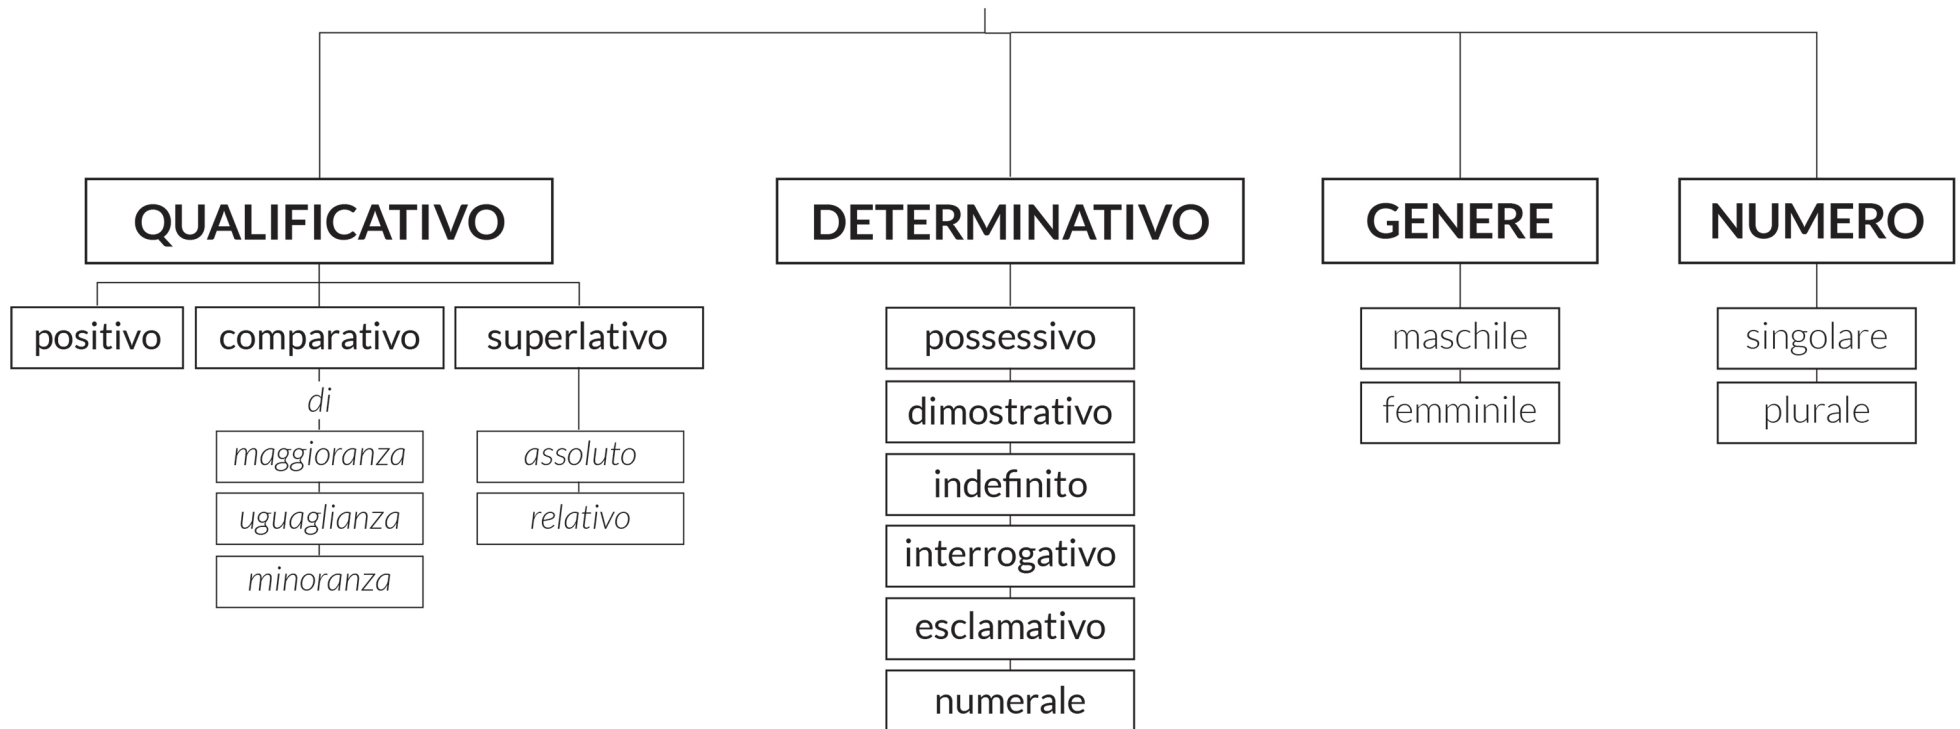 QUALIFICATIVO
DETERMINATIVO
GENERE
NUMERO
positivo
comparativo
superlativo
di
maggioranza
uguaglianza
minoranza
assoluto
relativo
possessivo
dimostrativo
indefinito
interrogativo
esclamativo
numerale
maschile
femminile
singolare
plurale